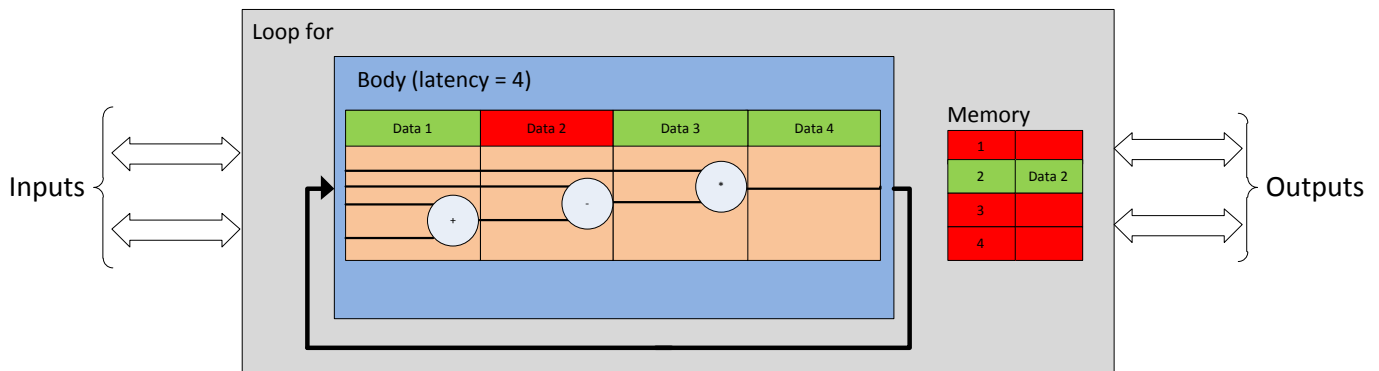 Loop for
Body (latency = 4)
Data 1 Data 2 Data 3 Data 4
+
-
*
Memory
1
2 Data 2
3
4
Inputs
Outputs